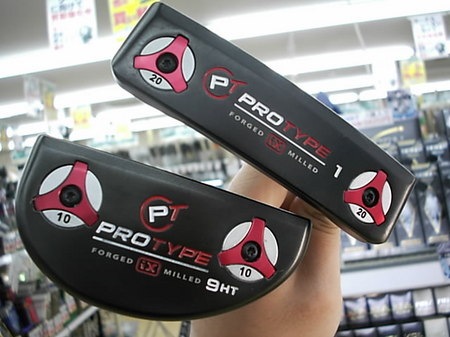 20
PT
PROTYPE
FORGED iX MILLED
1
20
10
PT
PROTYPE
FORGED iX MILLED
9HT
10